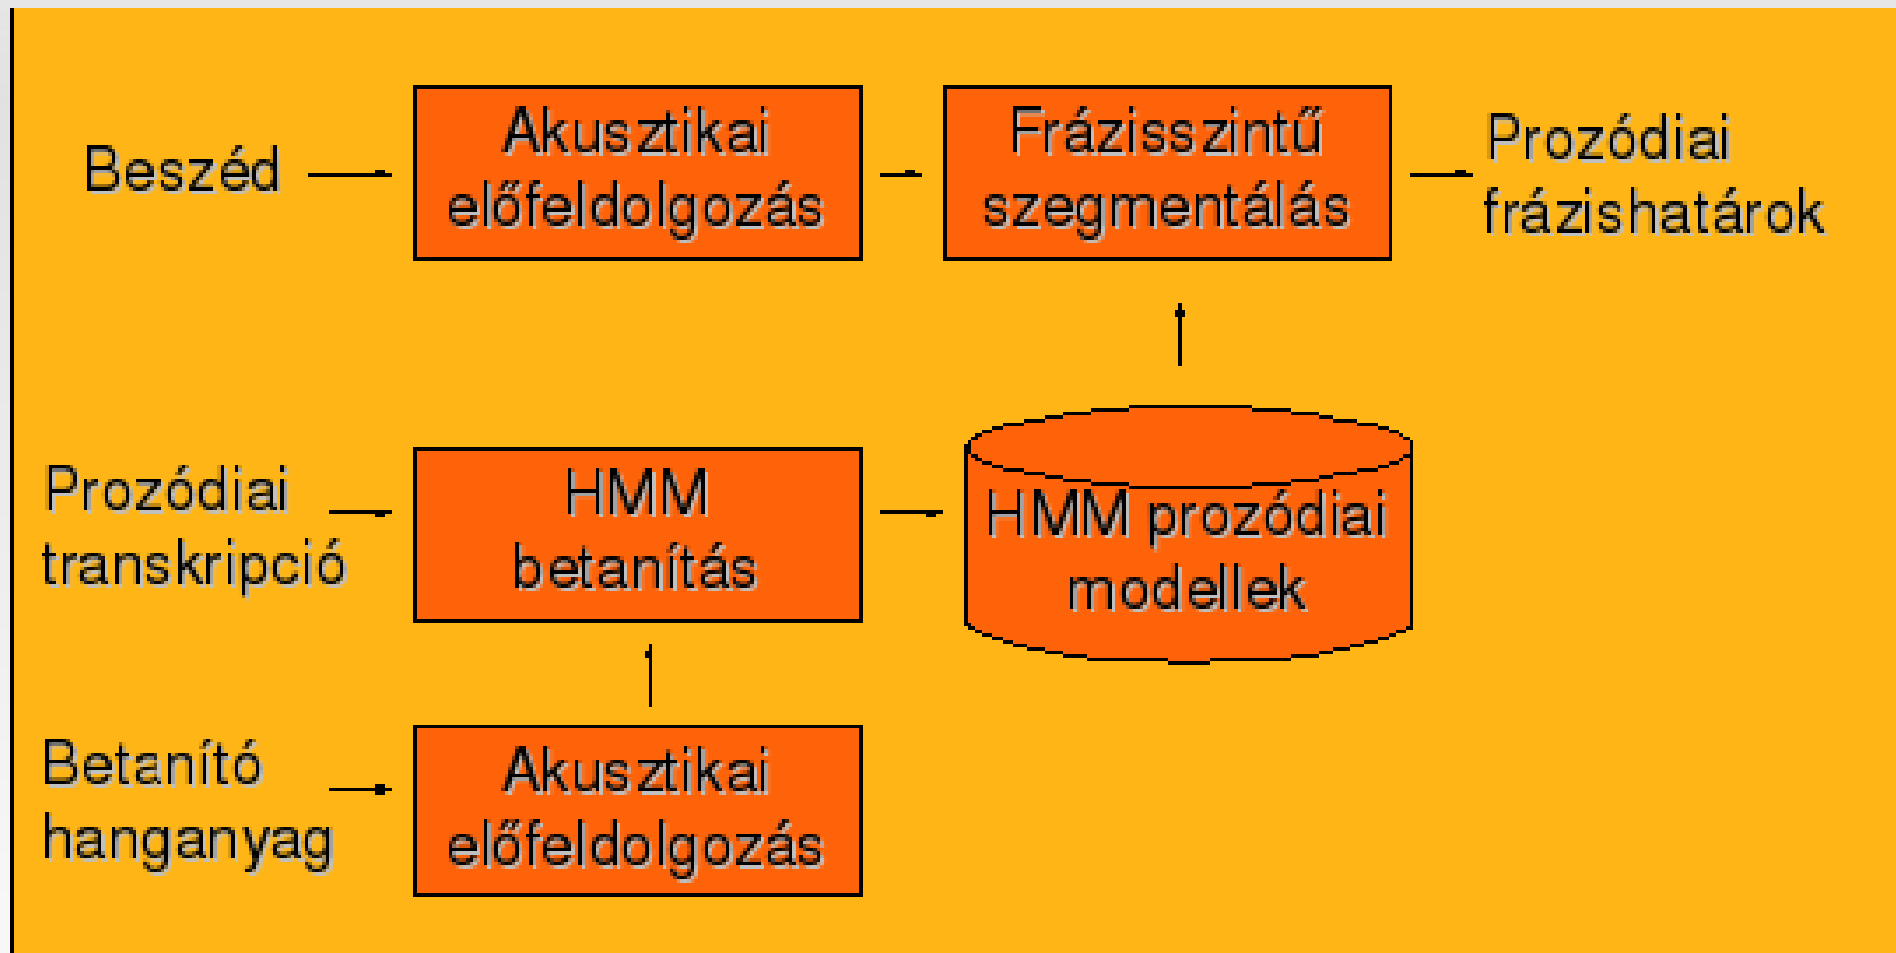 Beszéd
Akusztikai
előfeldolgozás
Frázisszintű
szegmentálás
Prozódiai
frázishatárok
Prozódiai
transkripció
HMM
betanítás
HMM prozódiai
modellek
Betanító
hanganyag
Akusztikai
előfeldolgozás